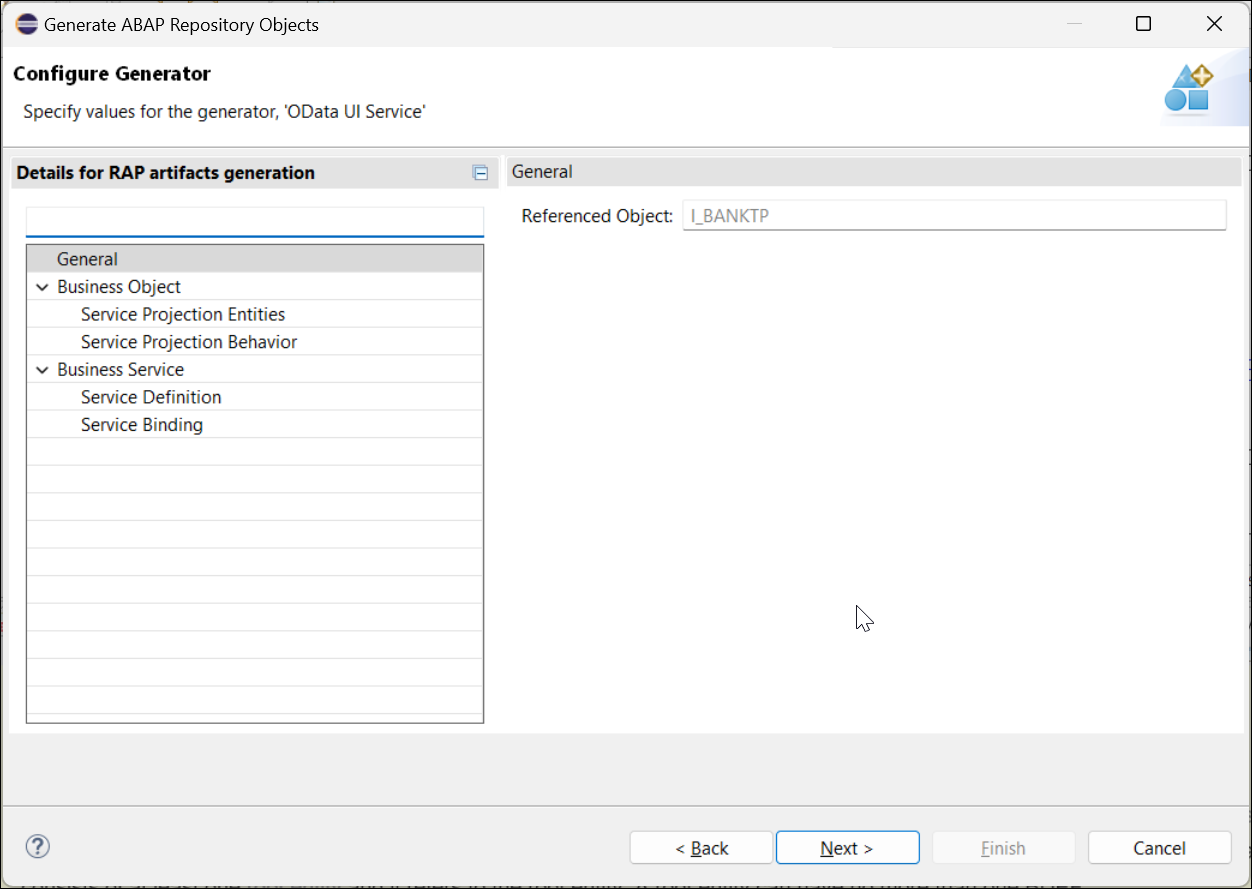 Generate ABAP Repository Objects
Configure Generator
Specify values for the generator, 'OData UI Service'
Details for RAP artifacts generation
General
Business Object
Service Projection Entities
Service Projection Behavior
Business Service
Service Definition
Service Binding
General
Referenced Object: I_BANKTP
?
< Back
Next >
Finish
Cancel